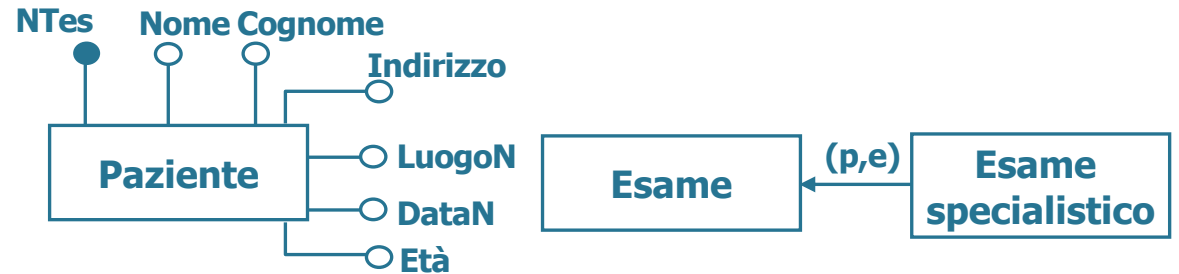 NTes
Nome Cognome
Indirizzo
Paziente
LuogoN
DataN
Età
Esame
(p,e)
Esame
specialistico